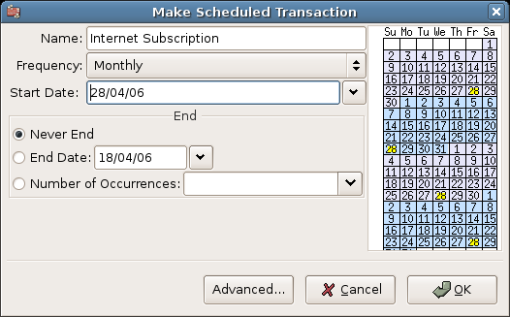 Make Scheduled Transaction
Name: Internet Subscription
Frequency: Monthly
Start Date: 28/04/06
End
Never End
End Date: 18/04/06
Number of Occurrences:
Su Mo Tu We Th Fr Sa
1
2 3 4 5 6 7 8
9 10 11 12 13 14 15
16 17 18 19 20 21 22
23 24 25 26 27 28 29
30 1 2 3 4 5 6
7 8 9 10 11 12 13
14 15 16 17 18 19 20
21 22 23 24 25 26 27
28 29 30 31 1 2 3
4 5 6 7 8 9 10
11 12 13 14 15 16 17
18 19 20 21 22 23 24
25 26 27 28 29 30 1
2 3 4 5 6 7 8
9 10 11 12 13 14 15
16 17 18 19 20 21 22
23 24 25 26 27 28 29
Advanced... Cancel OK